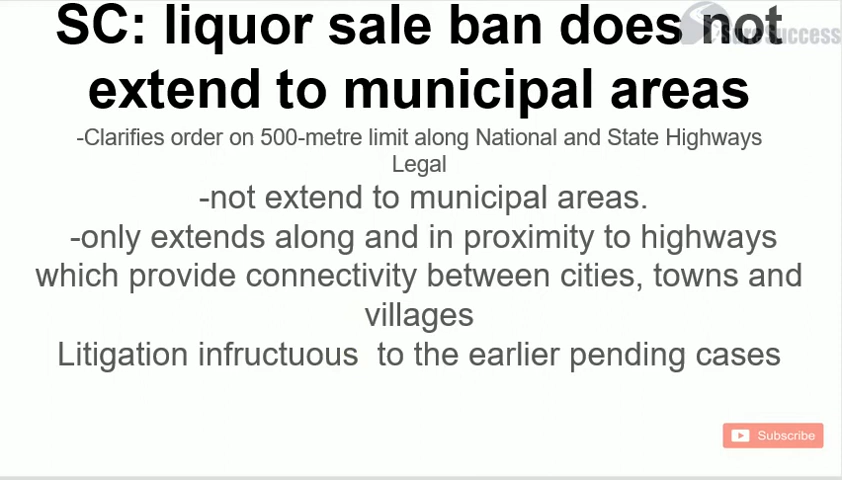 SC: liquor sale ban does not
SureSuccess
extend to municipal areas
-Clarifies order on 500-metre limit along National and State Highways
Legal
-not extend to municipal areas.
-only extends along and in proximity to highways
which provide connectivity between cities, towns and
villages
Litigation infructuous to the earlier pending cases
Subscribe